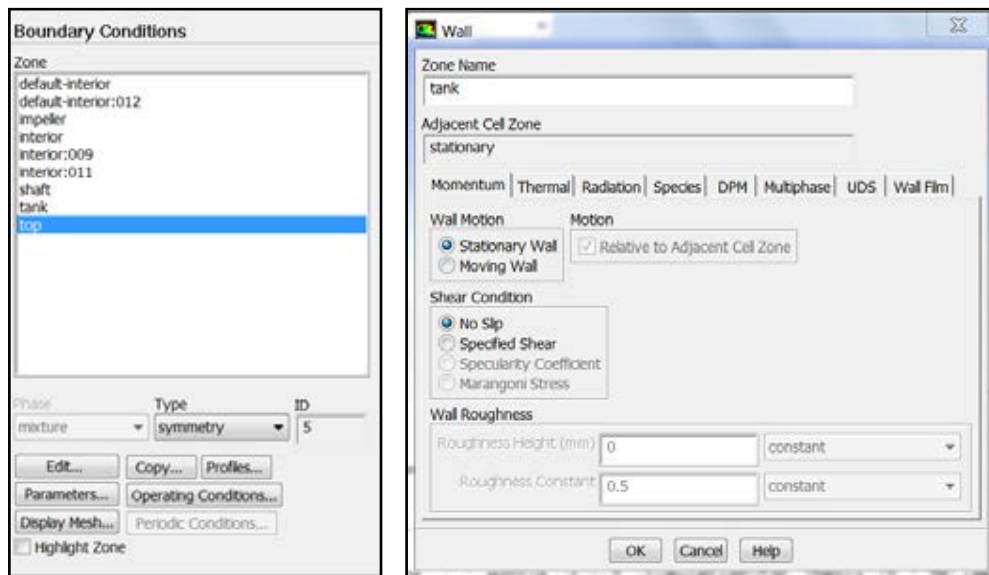 Boundary Conditions
Zone
default-interior
default-interior:012
impeller
interior
interior:009
interior:011
shaft
tank
top
Phase Type ID
mixture symmetry 5
Edit... Copy... Profiles...
Parameters... Operating Conditions...
Display Mesh... Periodic Conditions...
Highlight Zone
Wall
Zone Name
tank
Adjacent Cell Zone
stationary
Momentum Thermal Radiation Species DPM Multiphase UDS Wall Film
Wall Motion Motion
Stationary Wall Relative to Adjacent Cell Zone
Moving Wall
Shear Condition
No Slip
Specified Shear
Specularity Coefficient
Marangoni Stress
Wall Roughness
Roughness Height (mm) 0 constant
Roughness Constant 0.5 constant
OK Cancel Help